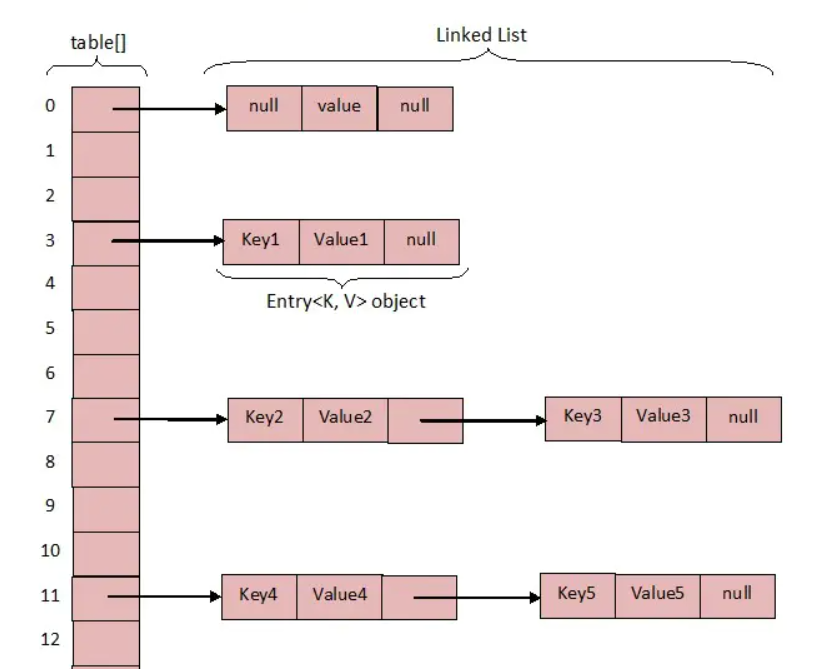 Linked List
table[]
0 null value null
1
2
3 Key1 Value1 null
4
Entry<K, V> object
5
6
7 Key2 Value2 Key3 Value3 null
8
9
10
11 Key4 Value4 Key5 Value5 null
12